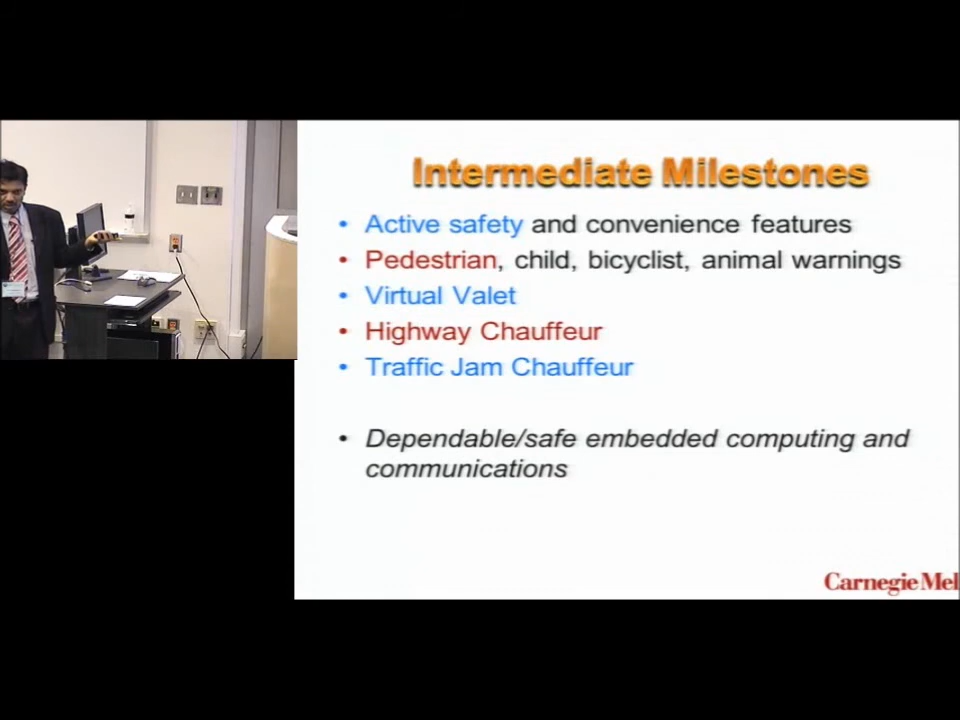 Intermediate Milestones
• Active safety and convenience features
• Pedestrian, child, bicyclist, animal warnings
• Virtual Valet
• Highway Chauffeur
• Traffic Jam Chauffeur
• Dependable/safe embedded computing and
communications
Carnegie Mel